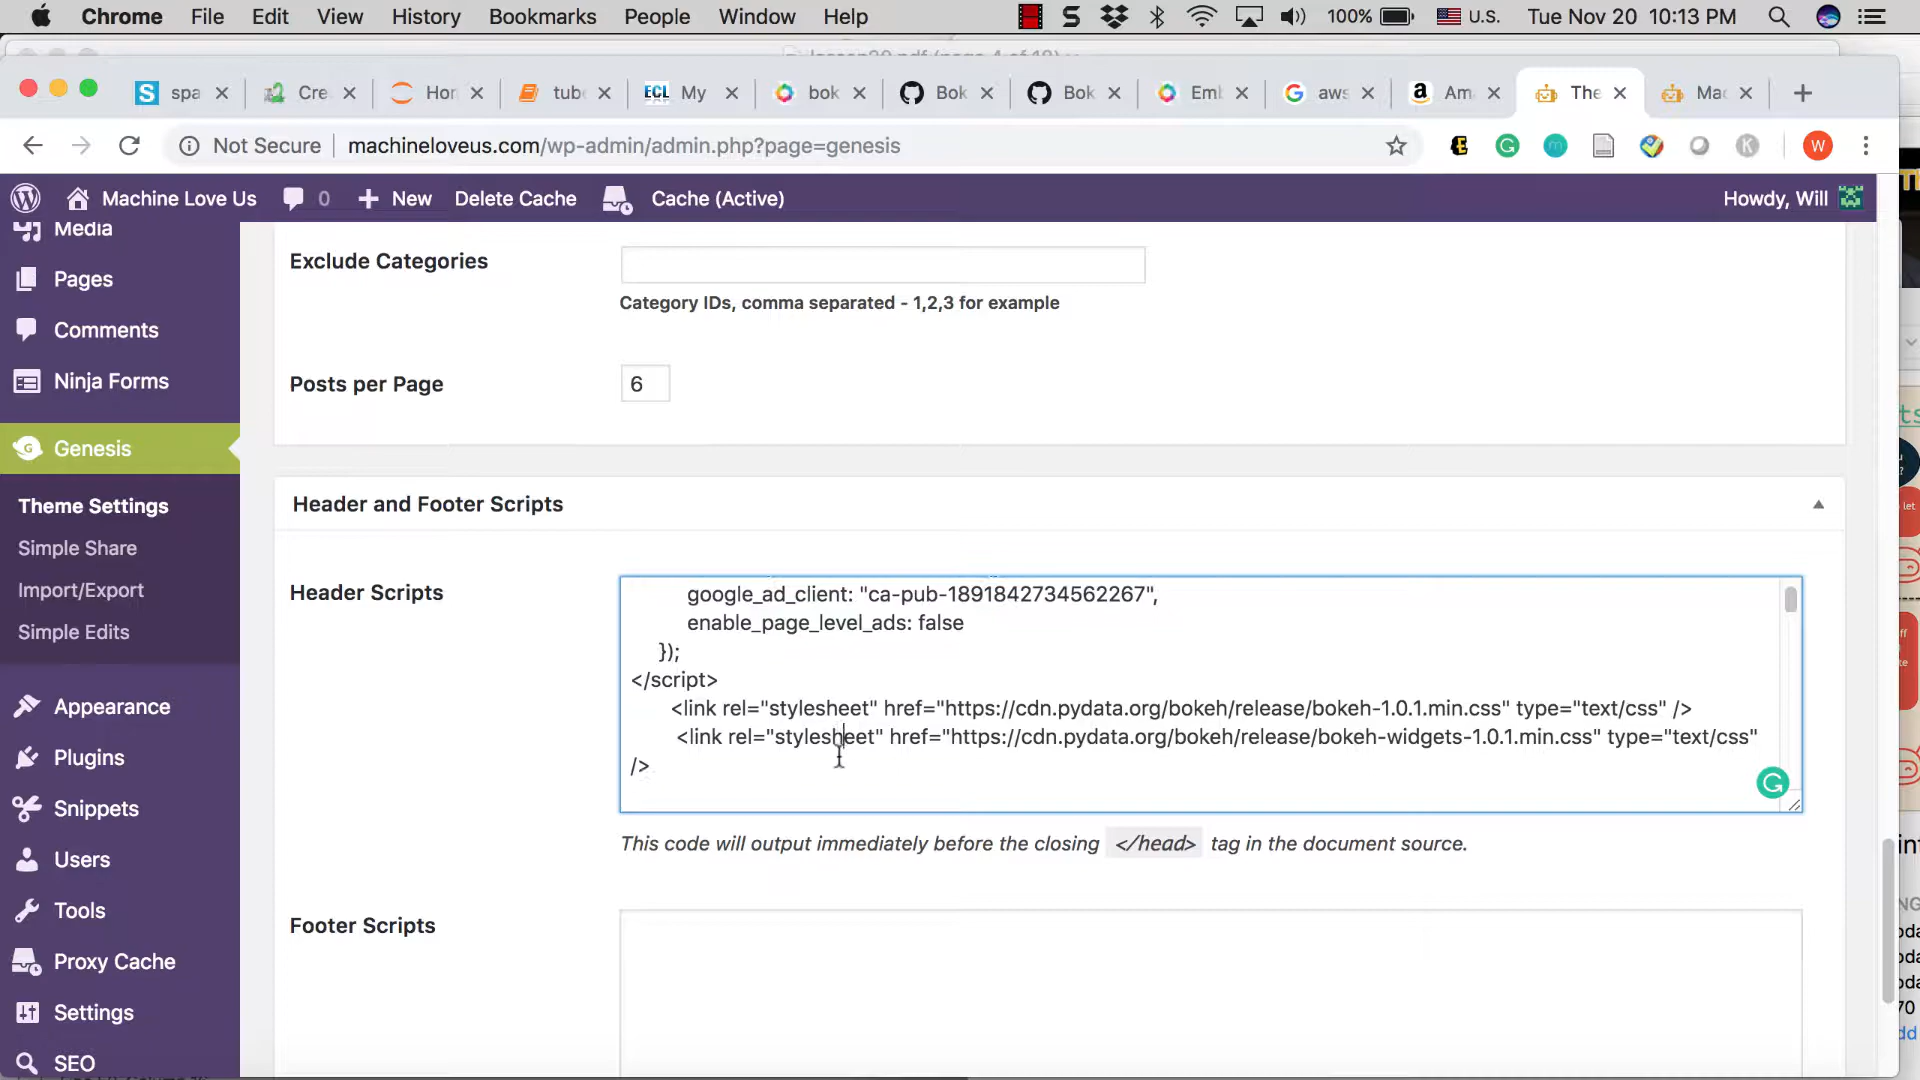 Chrome File Edit View History Bookmarks People Window Help 100% U.S. Tue Nov 20 10:13 PM
spa Cre Hor tube ECL My bok Bok Bok Emb aws Am The Mac
Not Secure machineloveus.com/wp-admin/admin.php?page=genesis W
Machine Love Us 0 New Delete Cache Cache (Active) Howdy, Will
Media
Pages
Comments
Ninja Forms
Genesis
Theme Settings
Simple Share
Import/Export
Simple Edits
Appearance
Plugins
Snippets
Users
Tools
Proxy Cache
Settings
SEO
Exclude Categories
Category IDs, comma separated - 1,2,3 for example
Posts per Page 6
Header and Footer Scripts
Header Scripts
google_ad_client: "ca-pub-1891842734562267",
enable_page_level_ads: false
});
</script>
<link rel="stylesheet" href="https://cdn.pydata.org/bokeh/release/bokeh-1.0.1.min.css" type="text/css" />
<link rel="stylesheet" href="https://cdn.pydata.org/bokeh/release/bokeh-widgets-1.0.1.min.css" type="text/css"
/>
This code will output immediately before the closing </head> tag in the document source.
Footer Scripts